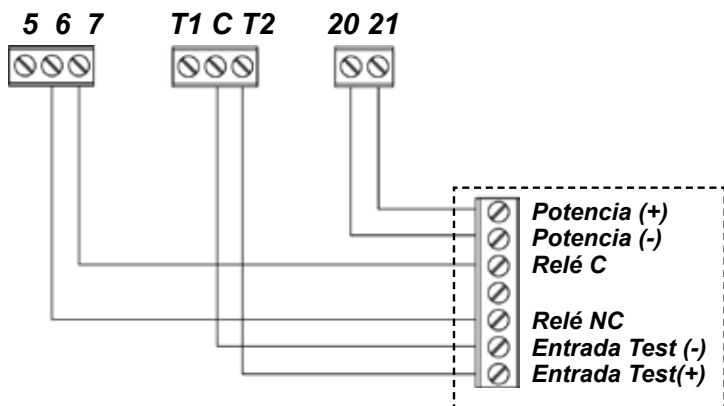 5 6 7 T1 C T2 20 21
Potencia (+)
Potencia (-)
Relé C
Relé NC
Entrada Test (-)
Entrada Test(+)